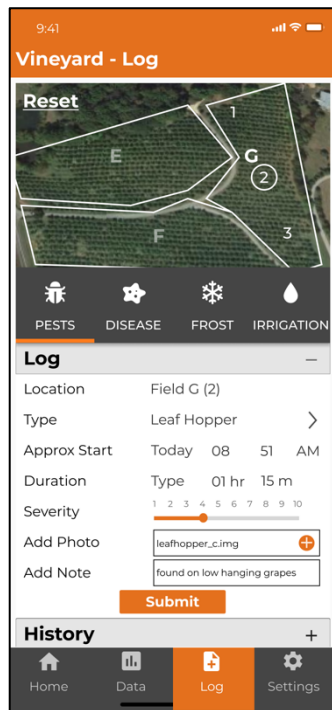 9:41
Vineyard - Log
Reset
1
E
G
2
F
3
PESTS DISEASE FROST IRRIGATION
Log −
Location Field G (2)
Type Leaf Hopper
Approx Start Today 08 51 AM
Duration Type 01 hr 15 m
1 2 3 4 5 6 7 8 9 10
Severity
Add Photo leafhopper_c.img
Add Note found on low hanging grapes
Submit
History +
Home Data Log Settings